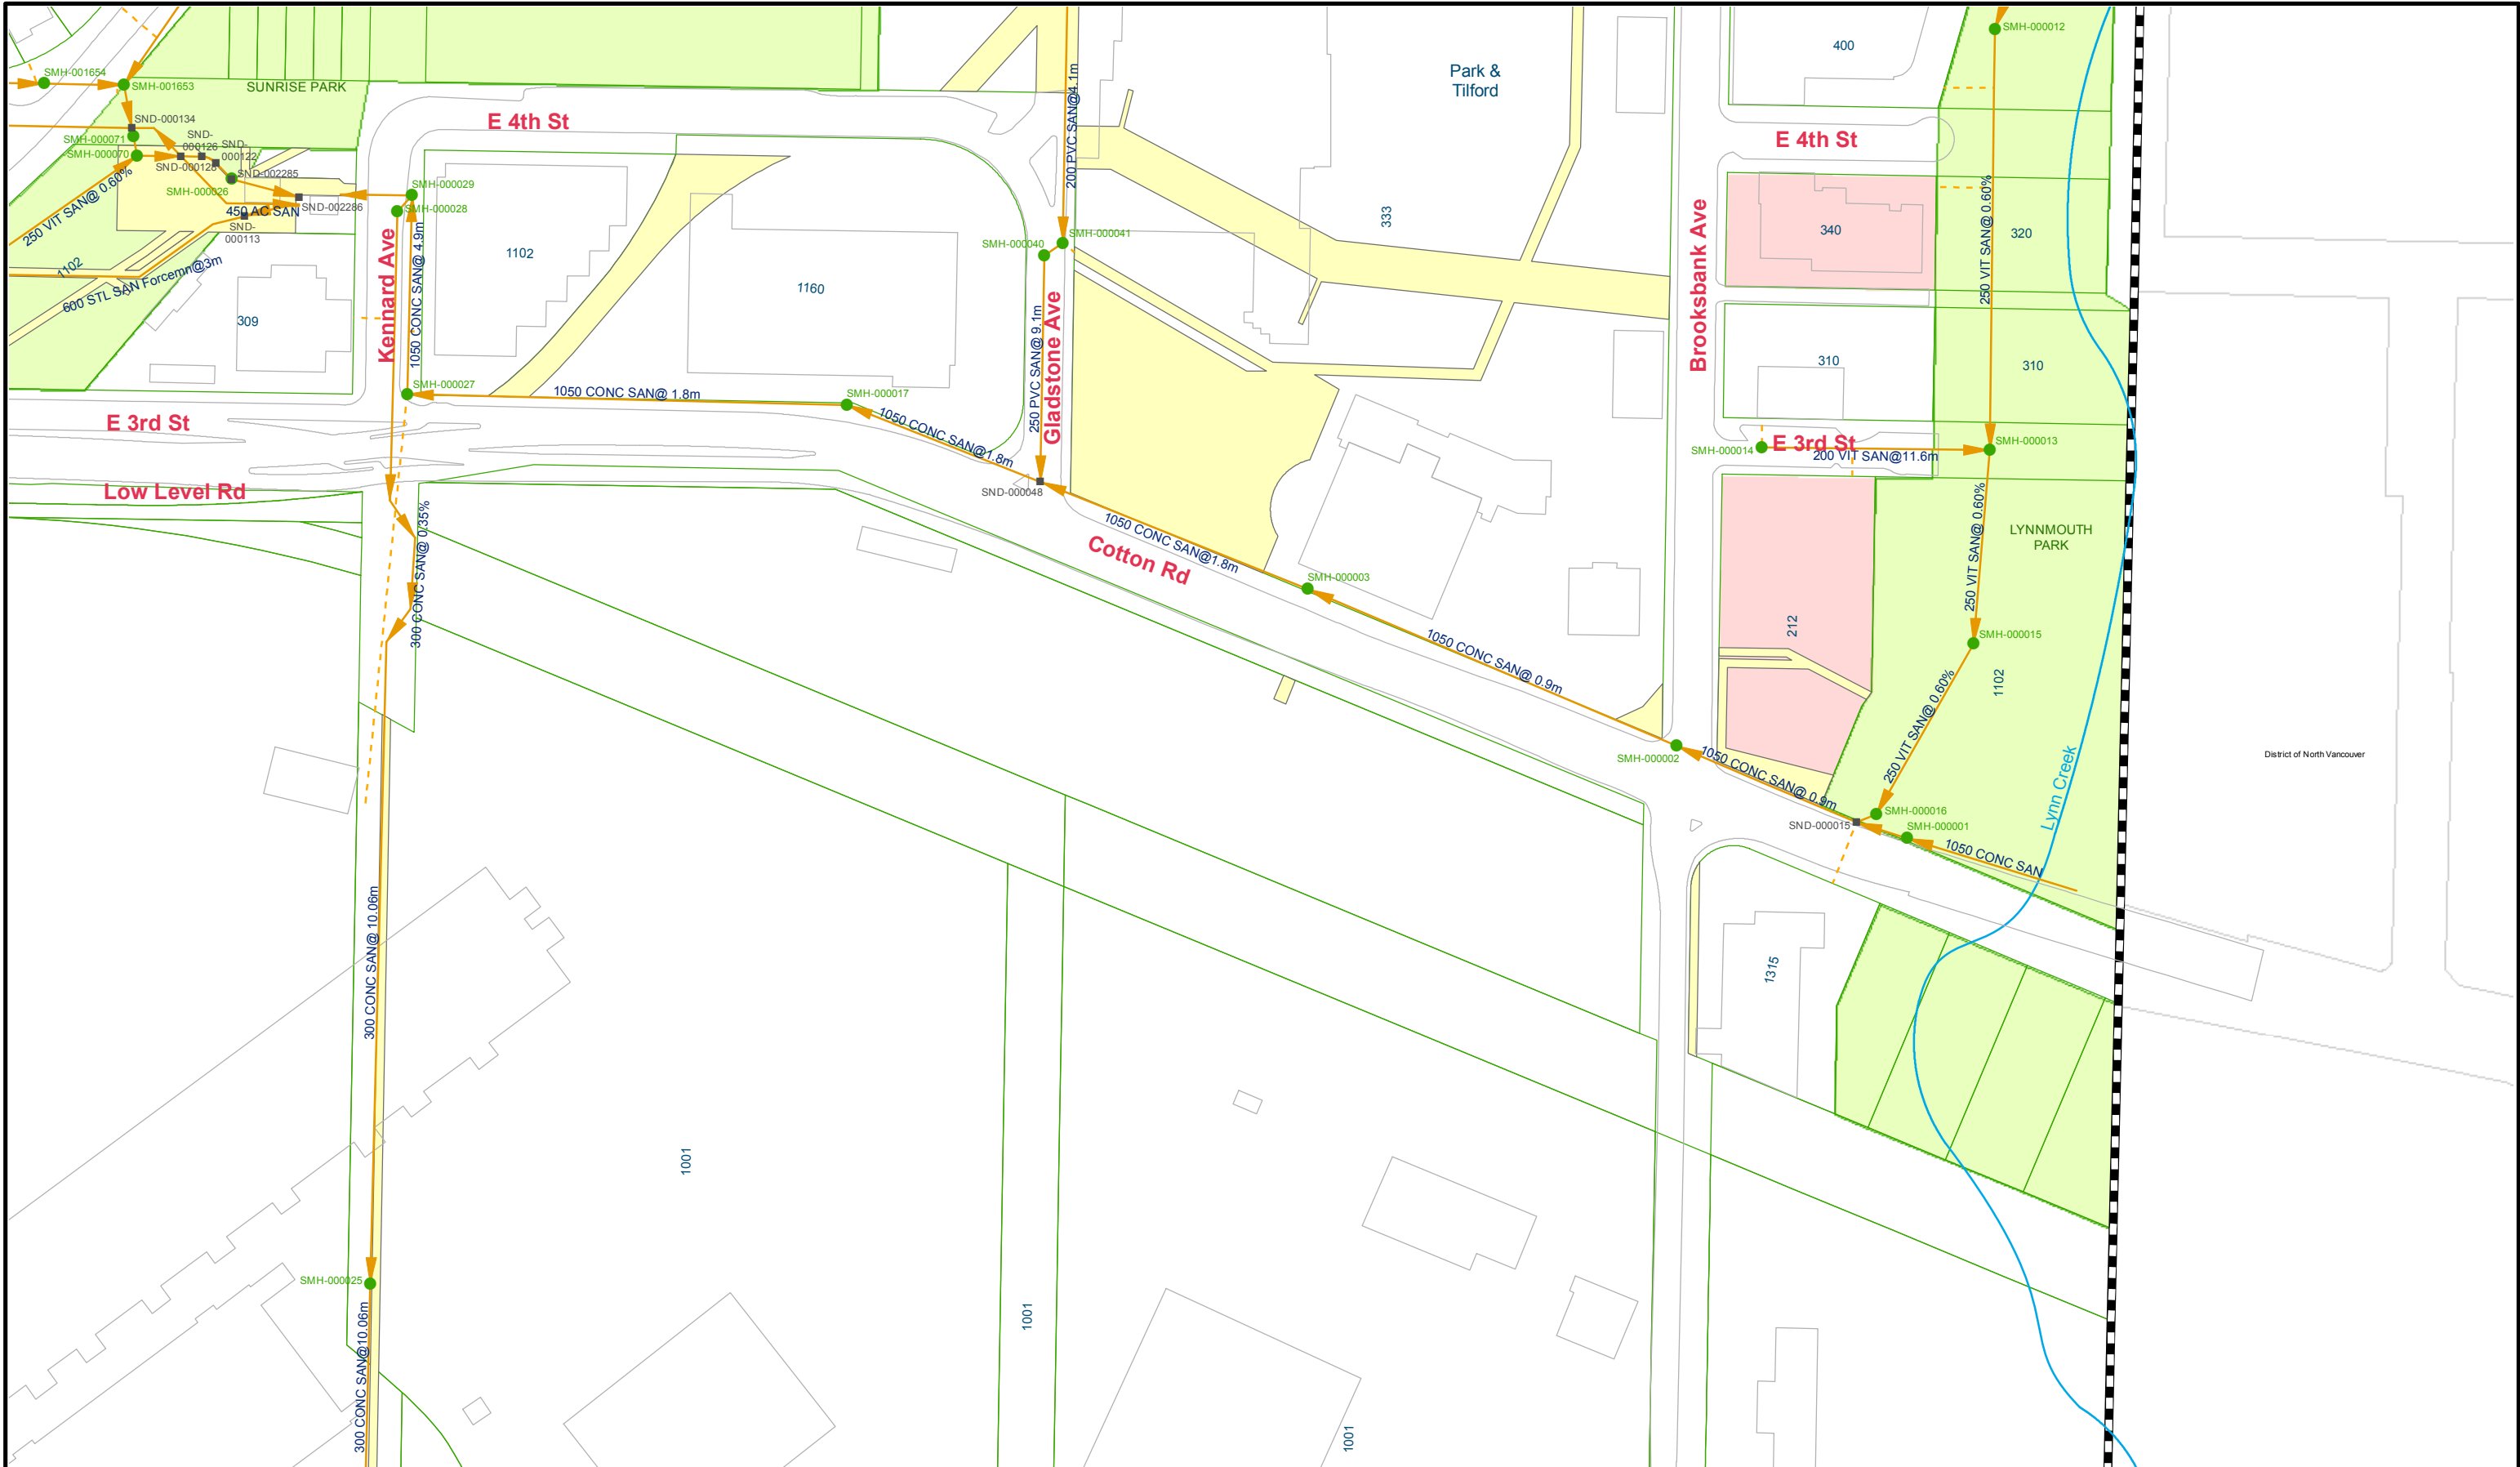 SMH-000012
400
Park &
Tilford
SMH-001654
SMH-001653
SUNRISE PARK
E 4th St
200 PVC SAN@4.1m
E 4th St
SND-000134
SND-
000126
SND-
000122
SMH-000071
SMH-000070
SND-000128
SND-002285
SMH-000026
SND-002286
450 AC SAN
SND-
000113
250 VIT SAN@ 0.60%
1102
600 STL SAN Forcemn@3m
309
SMH-000029
SMH-000028
Kennard Ave
1050 CONC SAN@ 4.9m
1102
1160
SMH-000040
SMH-000041
250 PVC SAN@ 9.1m
Gladstone Ave
333
Brooksbank Ave
340
320
250 VIT SAN@ 0.60%
310
310
SMH-000027
1050 CONC SAN@ 1.8m
SMH-000017
1050 CONC SAN@1.8m
E 3rd St
E 3rd St
SMH-000014
200 VIT SAN@11.6m
SMH-000013
Low Level Rd
SND-000048
300 CONC SAN@ 0.35%
1050 CONC SAN@1.8m
Cotton Rd
SMH-000003
250 VIT SAN@ 0.60%
LYNNMOUTH
PARK
212
SMH-000015
1102
1050 CONC SAN@ 0.9m
250 VIT SAN@ 0.60%
SMH-000002
1050 CONC SAN@ 0.9m
District of North Vancouver
Lynn Creek
SMH-000016
SND-000015
SMH-000001
1050 CONC SAN
300 CONC SAN@ 10.06m
1315
1001
SMH-000025
300 CONC SAN@10.06m
1001
1001